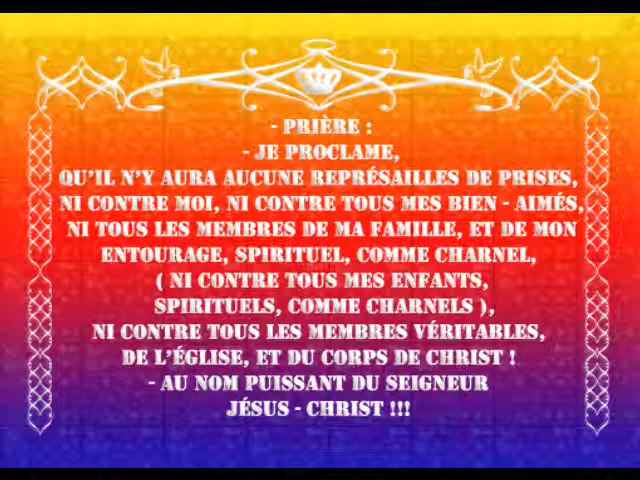 - PRIÈRE :
- JE PROCLAME,
QU'IL N'Y AURA AUCUNE REPRÉSAILLES DE PRISES,
NI CONTRE MOI, NI CONTRE TOUS MES BIEN - AIMÉS,
NI TOUS LES MEMBRES DE MA FAMILLE, ET DE MON
ENTOURAGE, SPIRITUEL, COMME CHARNEL,
( NI CONTRE TOUS MES ENFANTS,
SPIRITUELS, COMME CHARNELS ),
NI CONTRE TOUS LES MEMBRES VÉRITABLES,
DE L'ÉGLISE, ET DU CORPS DE CHRIST !
- AU NOM PUISSANT DU SEIGNEUR
JÉSUS - CHRIST !!!